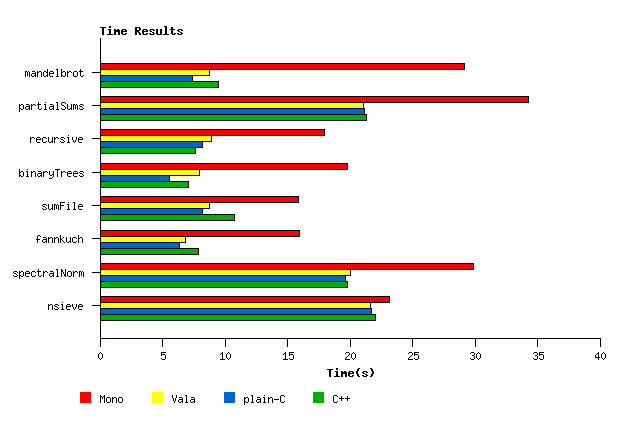 Time Results
mandelbrot
partialSums
recursive
binaryTrees
sumFile
fannkuch
spectralNorm
nsieve
0 5 10 15 20 25 30 35 40
Time(s)
Mono Vala plain-C C++